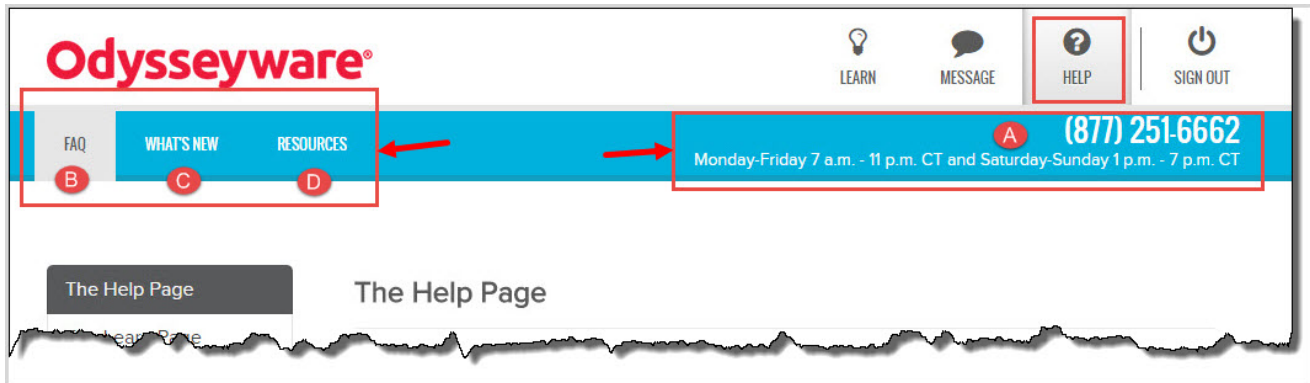 Odysseyware®
LEARN
MESSAGE
HELP
SIGN OUT
FAQ
WHAT'S NEW
RESOURCES
B
C
D
A
(877) 251-6662
Monday-Friday 7 a.m. - 11 p.m. CT and Saturday-Sunday 1 p.m. - 7 p.m. CT
The Help Page
The Help Page